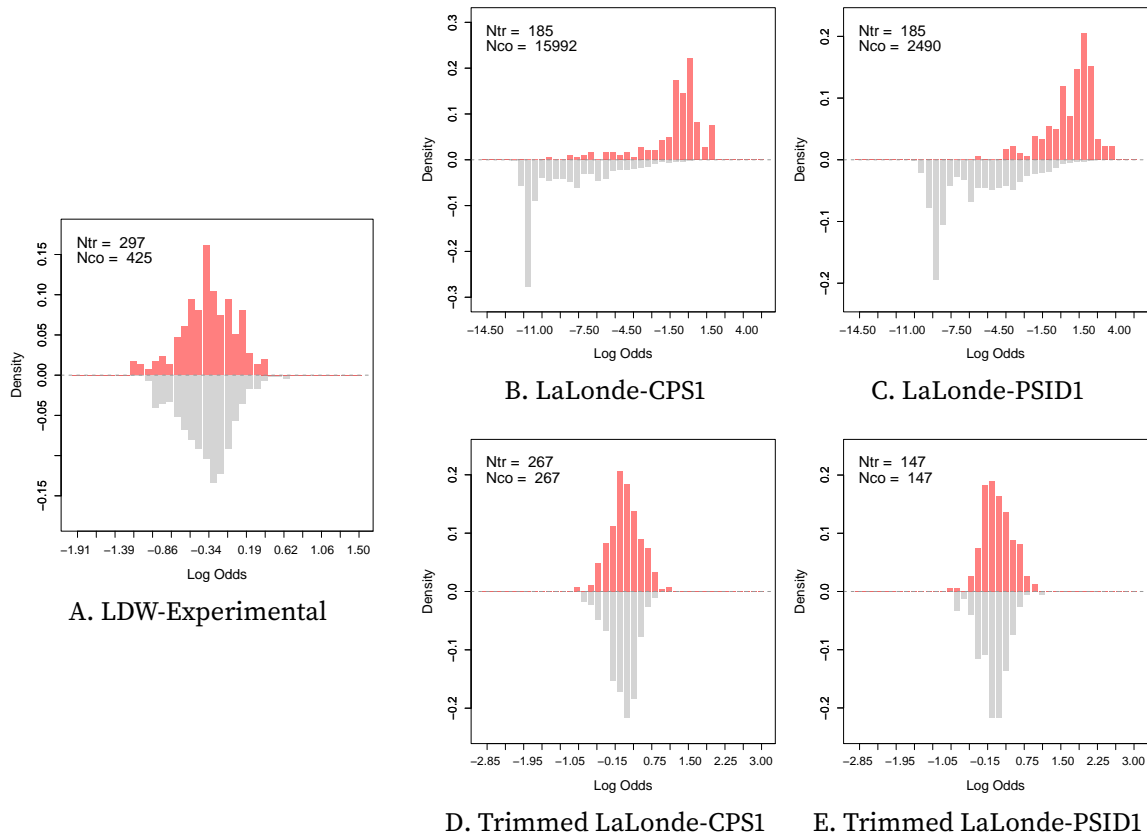 Ntr = 297
Nco = 425
Density
0.15
0.10
0.05
0.00
−0.05
−0.15
−1.91 −1.39 −0.86 −0.34 0.19 0.62 1.06 1.50
Log Odds
A. LDW-Experimental
Ntr = 185
Nco = 15992
Density
0.3
0.2
0.1
0.0
−0.1
−0.2
−0.3
−14.50 −11.00 −7.50 −4.50 −1.50 1.50 4.00
Log Odds
B. LaLonde-CPS1
Ntr = 185
Nco = 2490
Density
0.2
0.1
0.0
−0.1
−0.2
−14.50 −11.00 −7.50 −4.50 −1.50 1.50 4.00
Log Odds
C. LaLonde-PSID1
Ntr = 267
Nco = 267
Density
0.2
0.1
0.0
−0.1
−0.2
−2.85 −1.95 −1.05 −0.15 0.75 1.50 2.25 3.00
Log Odds
D. Trimmed LaLonde-CPS1
Ntr = 147
Nco = 147
Density
0.2
0.1
0.0
−0.1
−0.2
−2.85 −1.95 −1.05 −0.15 0.75 1.50 2.25 3.00
Log Odds
E. Trimmed LaLonde-PSID1